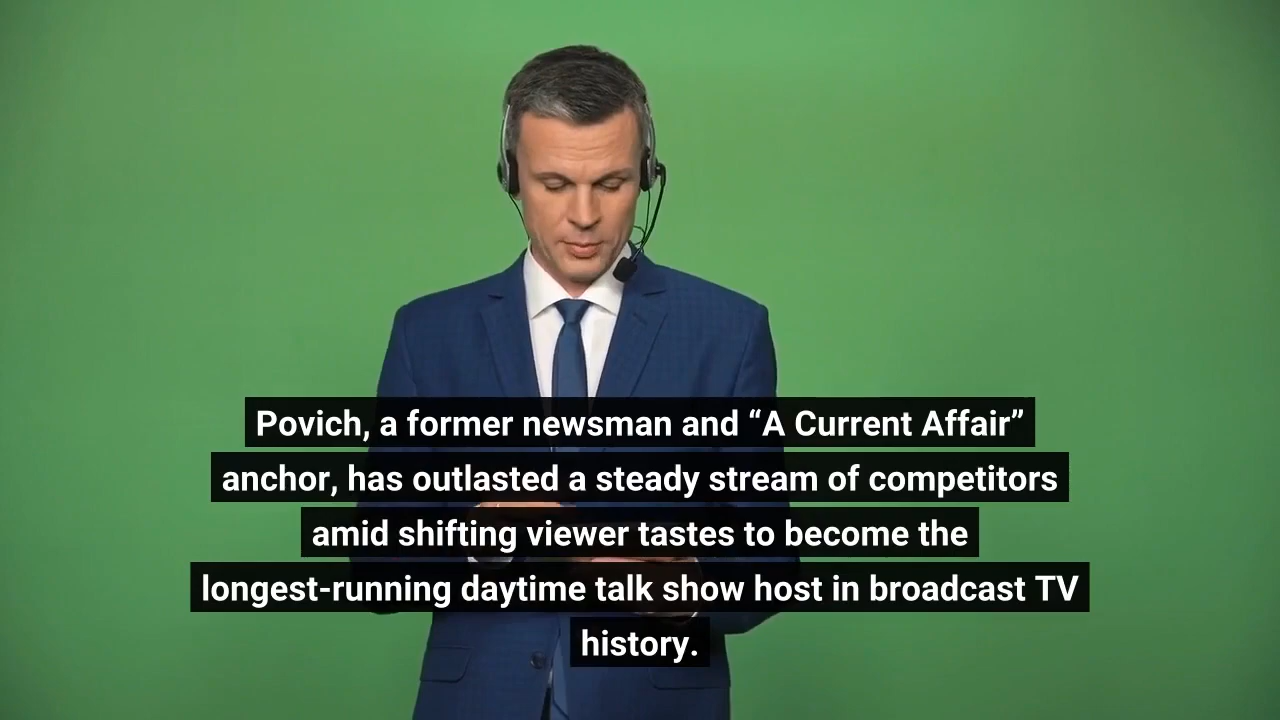 Povich, a former newsman and “A Current Affair”
anchor, has outlasted a steady stream of competitors
amid shifting viewer tastes to become the
longest-running daytime talk show host in broadcast TV
history.